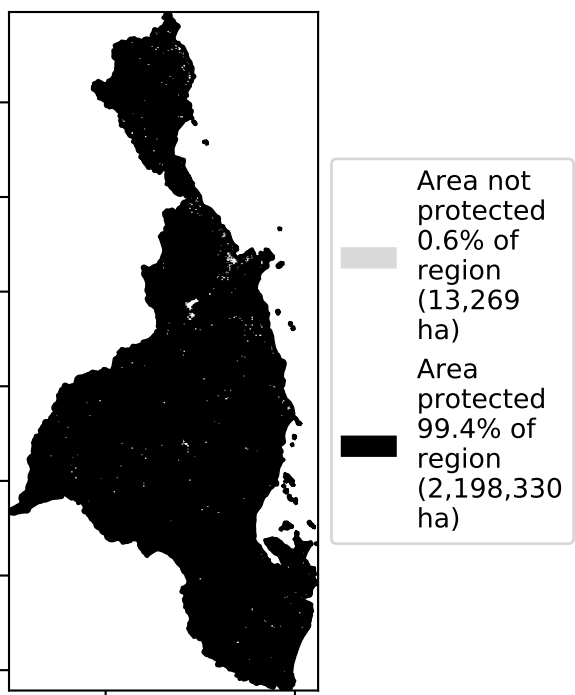 Area not
protected
0.6% of
region
(13,269
ha)
Area
protected
99.4% of
region
(2,198,330
ha)